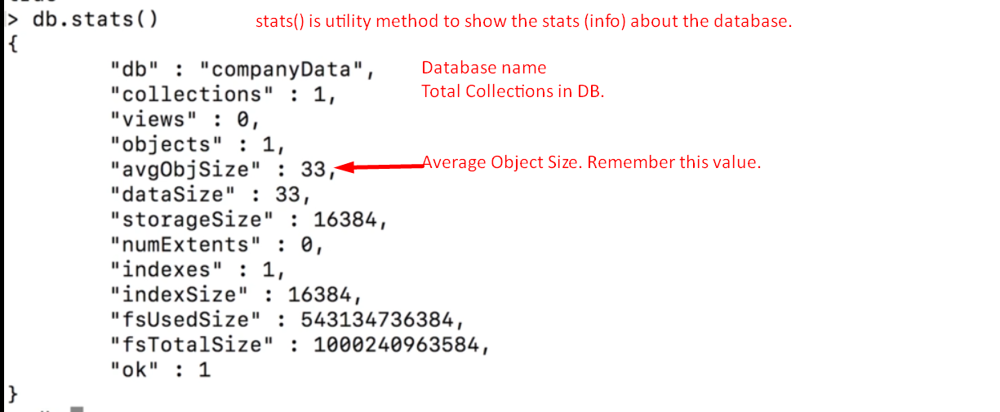 > db.stats() stats() is utility method to show the stats (info) about the database.
{
"db" : "companyData", Database name
"collections" : 1, Total Collections in DB.
"views" : 0,
"objects" : 1,
"avgObjSize" : 33, Average Object Size. Remember this value.
"dataSize" : 33,
"storageSize" : 16384,
"numExtents" : 0,
"indexes" : 1,
"indexSize" : 16384,
"fsUsedSize" : 543134736384,
"fsTotalSize" : 1000240963584,
"ok" : 1
}